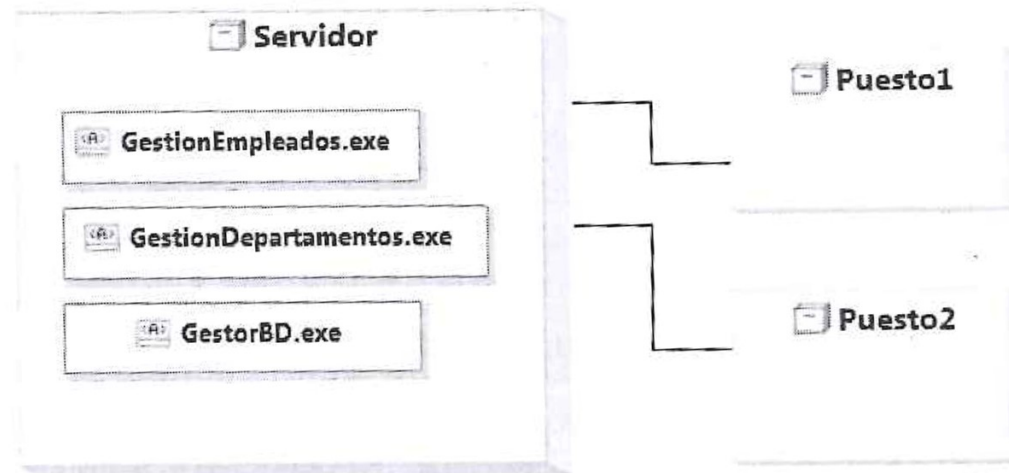 Servidor
GestionEmpleados.exe
GestionDepartamentos.exe
GestorBD.exe
Puesto1
Puesto2